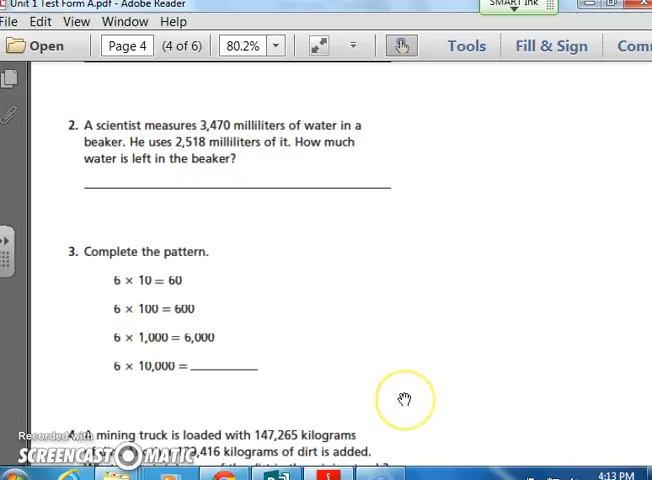 Unit 1 Test Form A.pdf - Adobe Reader
SMART Ink
File Edit View Window Help
Open Page 4 (4 of 6) 80.2% Tools Fill & Sign Com
2. A scientist measures 3,470 milliliters of water in a
beaker. He uses 2,518 milliliters of it. How much
water is left in the beaker?
3. Complete the pattern.
6 × 10 = 60
6 × 100 = 600
6 × 1,000 = 6,000
6 × 10,000 =
4. A mining truck is loaded with 147,265 kilograms
,416 kilograms of dirt is added.
Recorded with
SCREENCAST-O-MATIC
4:13 PM